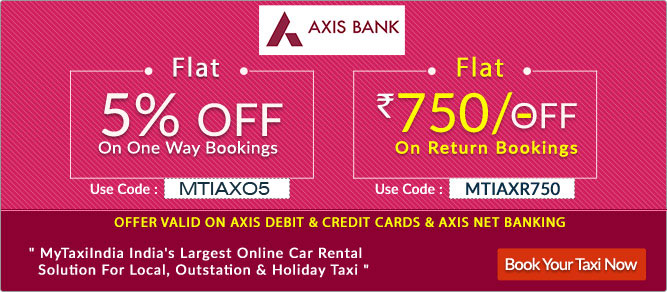 AXIS BANK
Flat
5% OFF
On One Way Bookings
Use Code : MTIAX05
Flat
₹750/-OFF
On Return Bookings
Use Code : MTIAXR750
OFFER VALID ON AXIS DEBIT & CREDIT CARDS & AXIS NET BANKING
" MyTaxiIndia India's Largest Online Car Rental
Solution For Local, Outstation & Holiday Taxi "
Book Your Taxi Now